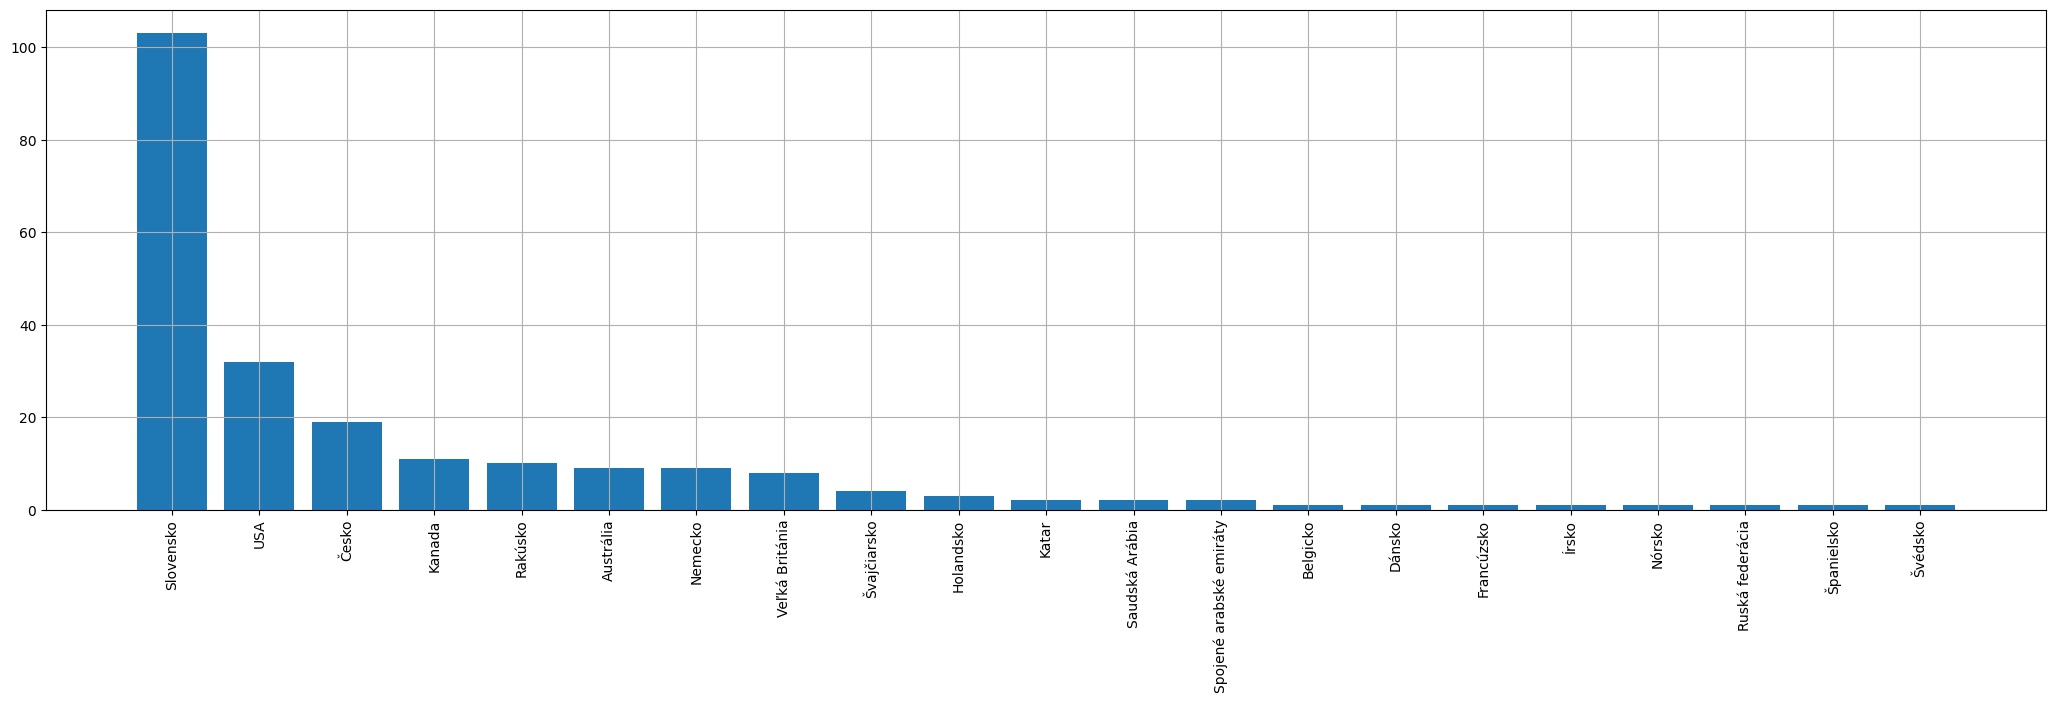 100
80
60
40
20
0
Slovensko
USA
Česko
Kanada
Rakúsko
Austrália
Nemecko
Veľká Británia
Švajčiarsko
Holandsko
Katar
Saudská Arábia
Spojené arabské emiráty
Belgicko
Dánsko
Francúzsko
Írsko
Nórsko
Ruská federácia
Španielsko
Švédsko